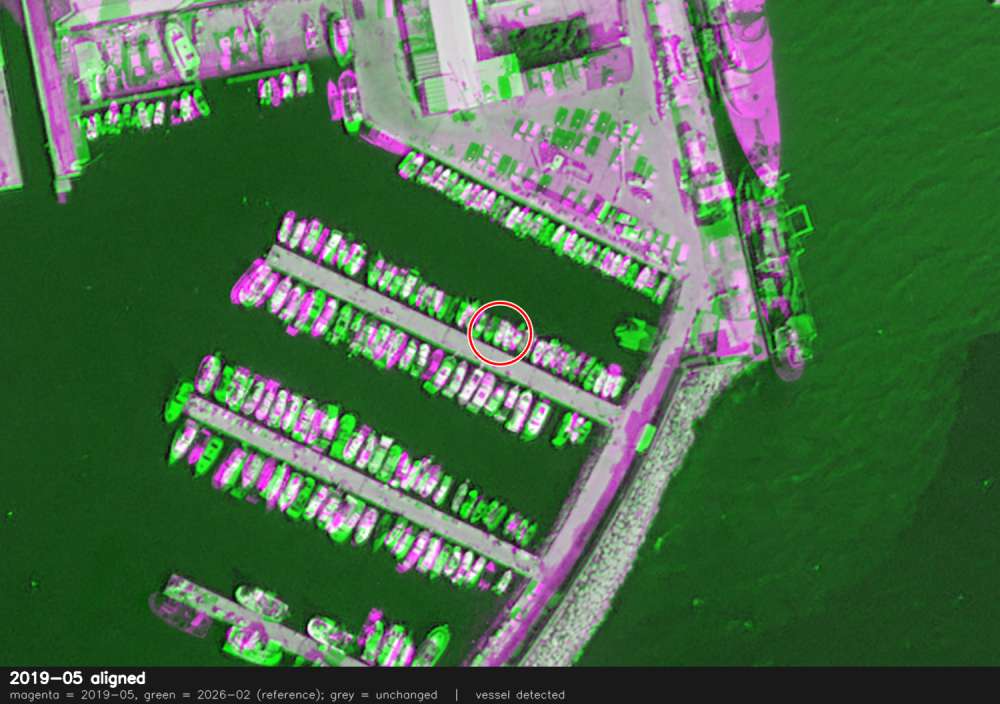 2019-05 aligned
magenta = 2019-05, green = 2026-02 (reference); grey = unchanged | vessel detected